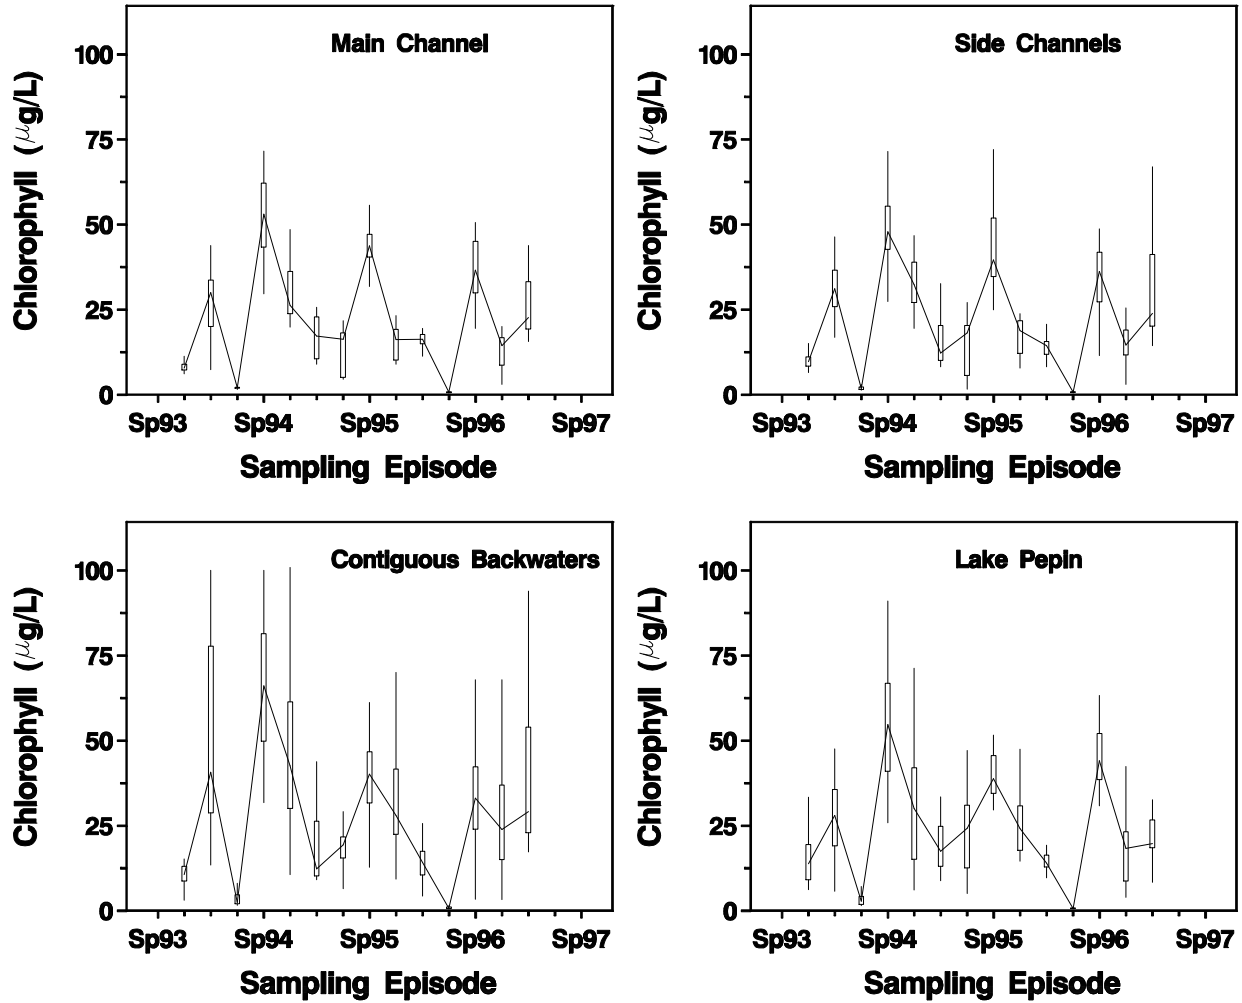 Main Channel
Chlorophyll (μg/L)
100
75
50
25
0
Sp93 Sp94 Sp95 Sp96 Sp97
Sampling Episode
Side Channels
Chlorophyll (μg/L)
100
75
50
25
0
Sp93 Sp94 Sp95 Sp96 Sp97
Sampling Episode
Contiguous Backwaters
Chlorophyll (μg/L)
100
75
50
25
0
Sp93 Sp94 Sp95 Sp96 Sp97
Sampling Episode
Lake Pepin
Chlorophyll (μg/L)
100
75
50
25
0
Sp93 Sp94 Sp95 Sp96 Sp97
Sampling Episode